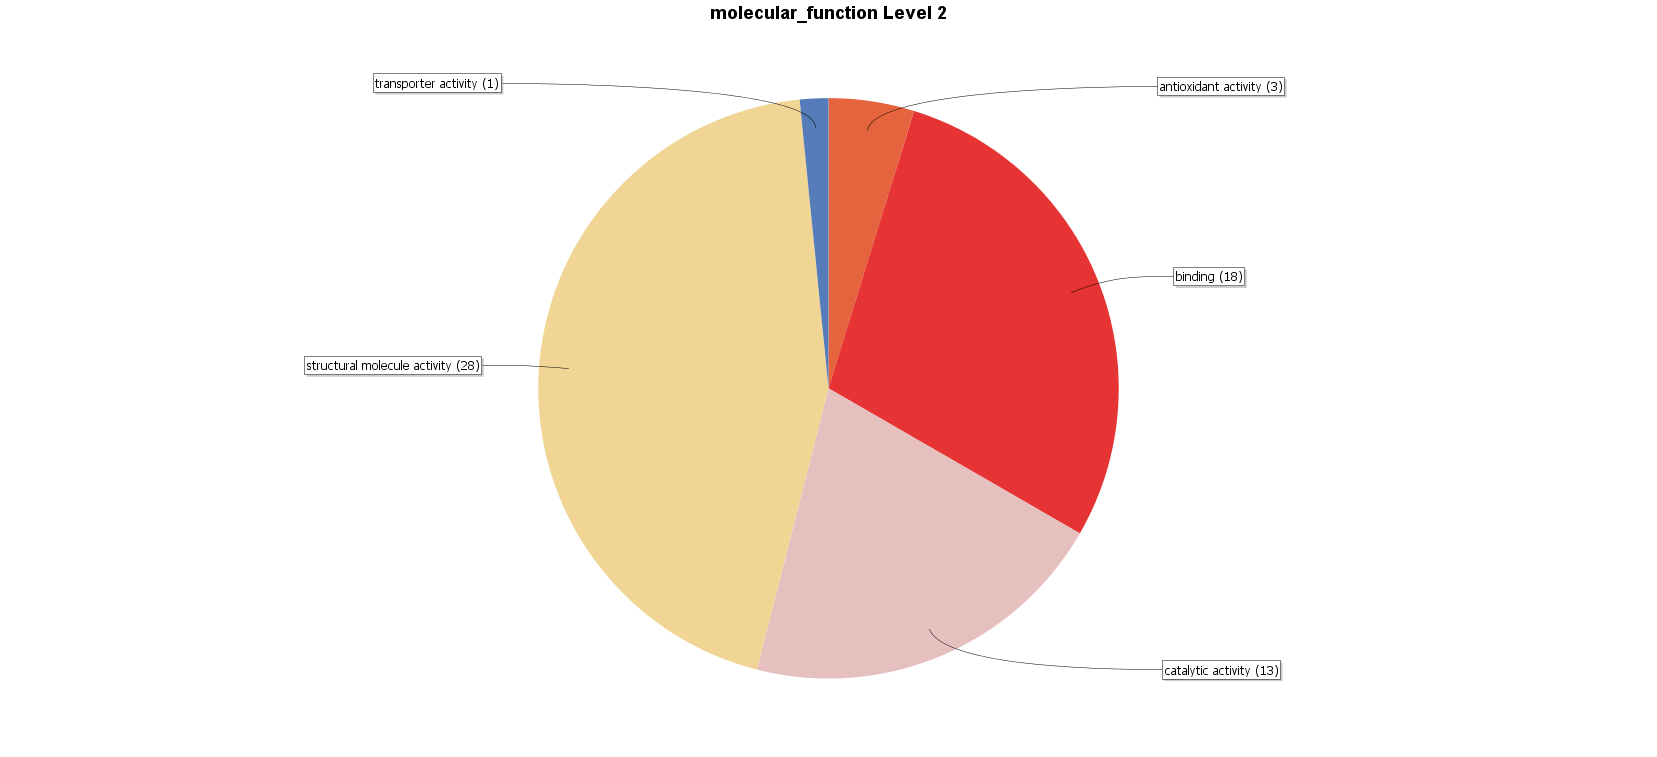 molecular_function Level 2
transporter activity (1)
antioxidant activity (3)
binding (18)
structural molecule activity (28)
catalytic activity (13)